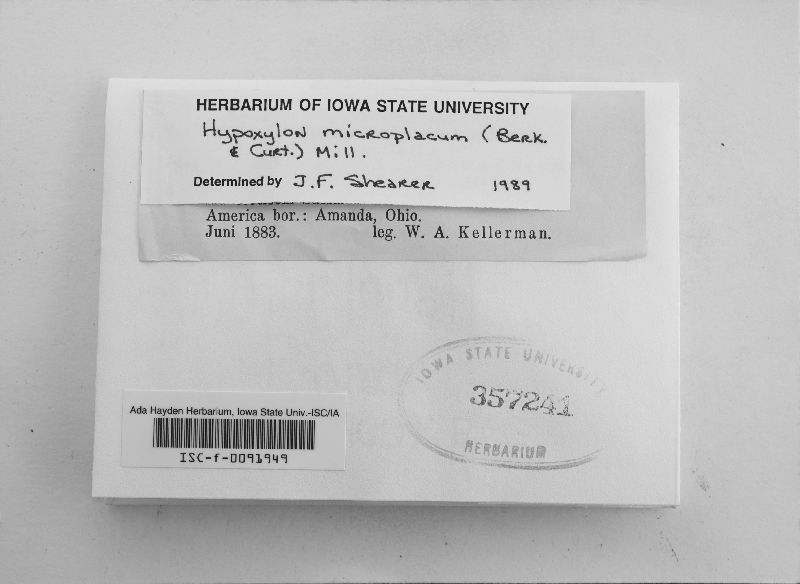 HERBARIUM OF IOWA STATE UNIVERSITY
Hypoxylon microplacum (Berk.
& Curt.) Mill.
Determined by J.F. Shearer 1989
America bor.: Amanda, Ohio.
Juni 1883. leg. W. A. Kellerman.
IOWA STATE UNIVERSITY
357241
HERBARIUM
Ada Hayden Herbarium, Iowa State Univ.-ISC/IA
ISC-f-0091949